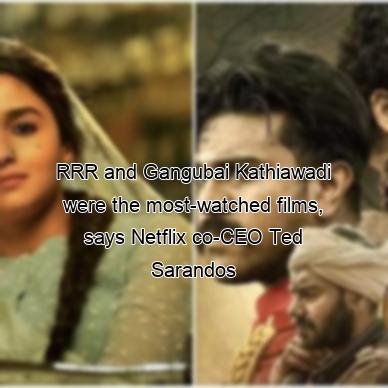 RRR and Gangubai Kathiawadi
were the most-watched films,
says Netflix co-CEO Ted
Sarandos